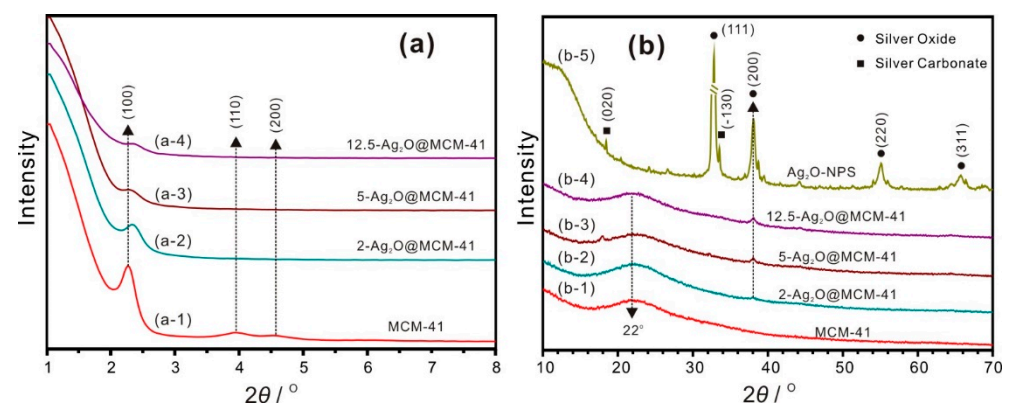 (a)
Intensity
(100)
(110)
(200)
(a-4)
12.5-Ag₂O@MCM-41
(a-3)
5-Ag₂O@MCM-41
(a-2)
2-Ag₂O@MCM-41
(a-1)
MCM-41
1 2 3 4 5 6 7 8
2θ / °
(b)
Intensity
● Silver Oxide
■ Silver Carbonate
(b-5)
(020)
(111)
(-130)
(200)
(220)
(311)
Ag₂O-NPS
(b-4)
12.5-Ag₂O@MCM-41
(b-3)
5-Ag₂O@MCM-41
(b-2)
2-Ag₂O@MCM-41
(b-1)
MCM-41
22°
10 20 30 40 50 60 70
2θ / °